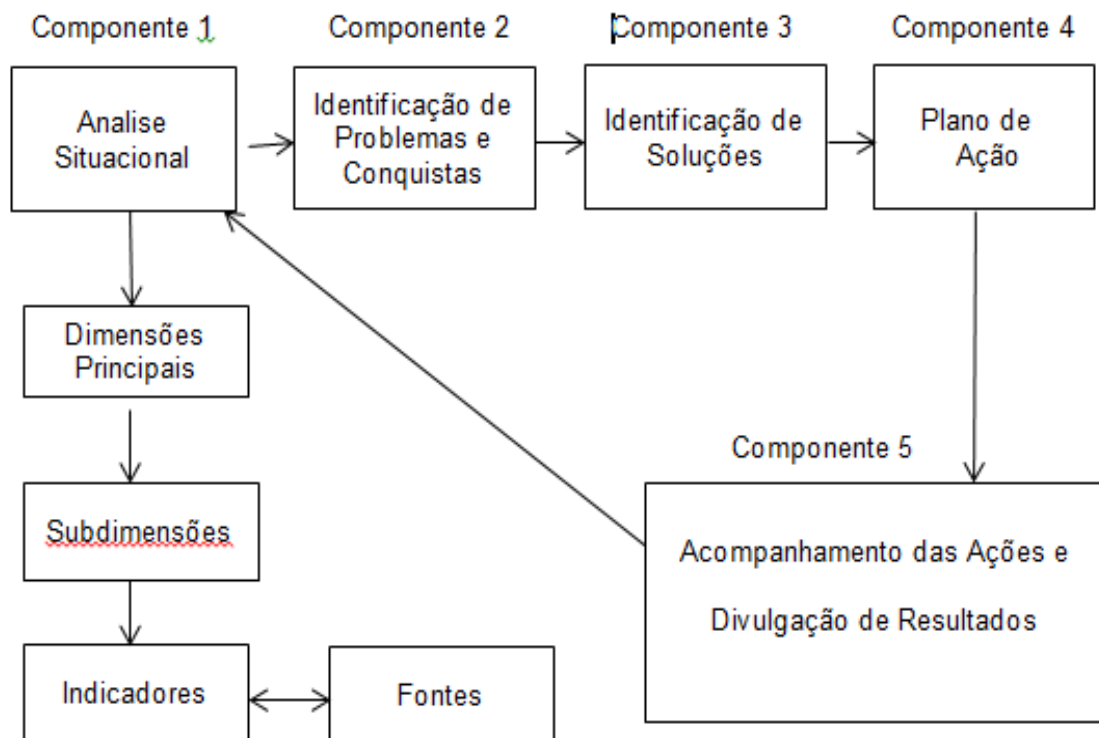 Componente 1
Componente 2
Componente 3
Componente 4
Analise
Situacional
Identificação de
Problemas e
Conquistas
Identificação de
Soluções
Plano de
Ação
Dimensões
Principais
Subdimensões
Indicadores
Fontes
Componente 5
Acompanhamento das Ações e
Divulgação de Resultados